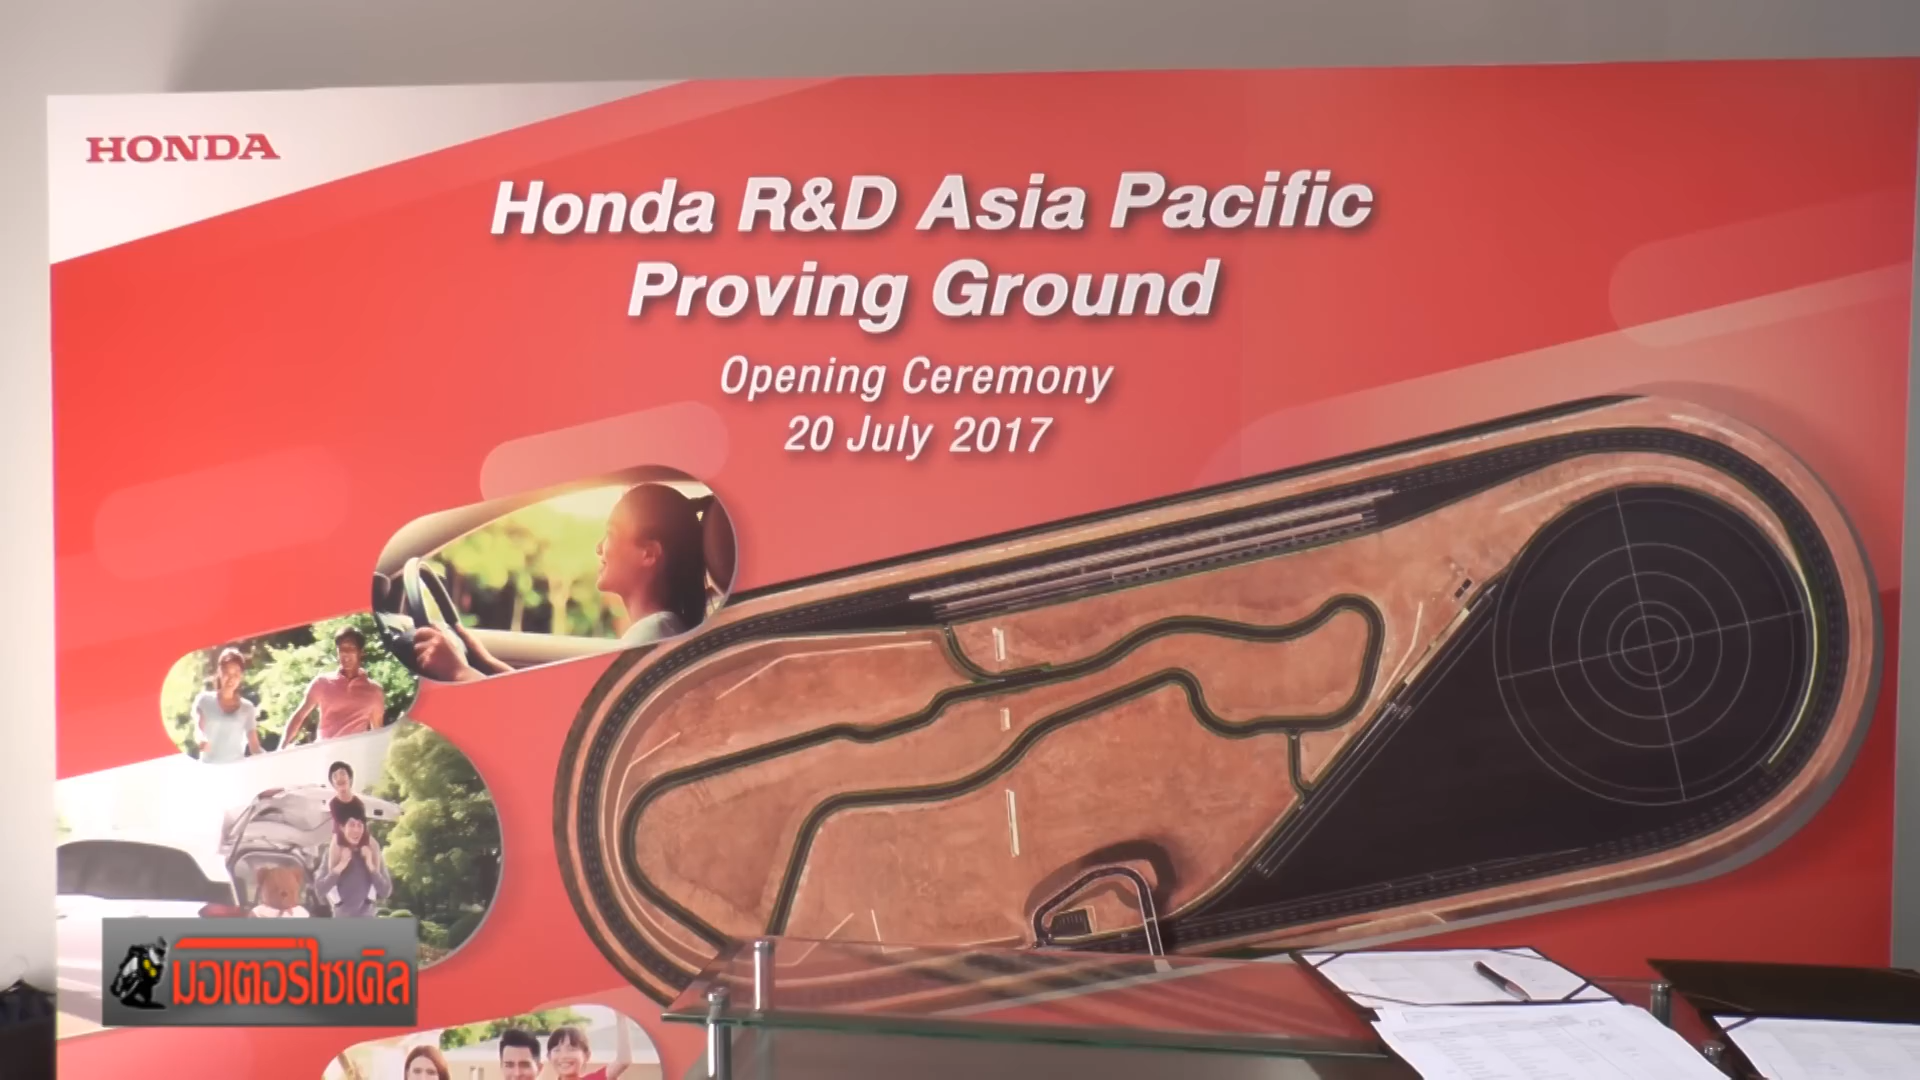 HONDA
Honda R&D Asia Pacific
Proving Ground
Opening Ceremony
20 July 2017
มอเตอร์ไซเคิล